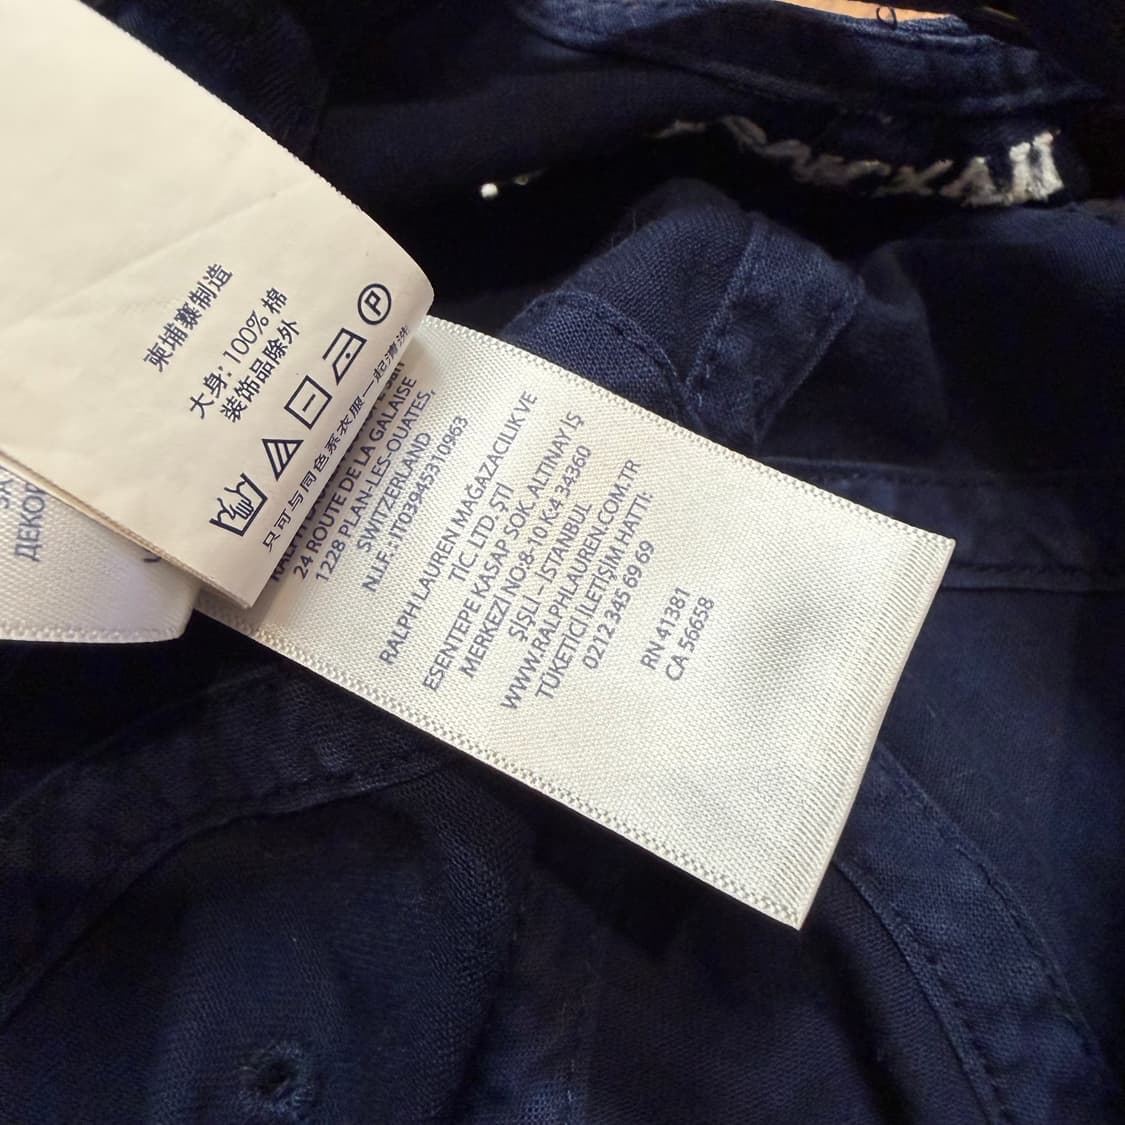 柬埔寨制造
大身: 100% 棉
装饰品除外
P
只可与同色系衣服一起清洗
24 ROUTE DE LA GALAISE
1228 PLAN-LES-OUATES,
SWITZERLAND
N.I.F.: IT03945310963
RALPH LAUREN MAĞAZACILIK VE
TİC. LTD. ŞTİ
ESENTEPE KASAP SOK. ALTINAY İŞ
MERKEZİ NO:8-10 K:4 34360
ŞİŞLİ – İSTANBUL
WWW.RALPHLAUREN.COM.TR
TÜKETİCİ İLETİŞİM HATTI:
0212 345 69 69
RN 41381
CA 56658
ДЕКОР